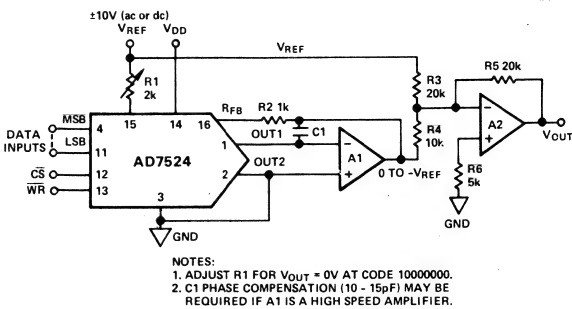 ±10V (ac or dc)
VREF VDD
VREF
R1
2k
R3
20k
R5 20k
15 14 16 RFB R2 1k
MSB 4
DATA
INPUTS
LSB 11
CS 12
WR 13
AD7524
OUT1 C1
1
2 OUT2
3
GND
A1
0 TO -VREF
R4
10k
A2
VOUT
R6
5k
GND
NOTES:
1. ADJUST R1 FOR VOUT = 0V AT CODE 10000000.
2. C1 PHASE COMPENSATION (10 - 15pF) MAY BE
REQUIRED IF A1 IS A HIGH SPEED AMPLIFIER.